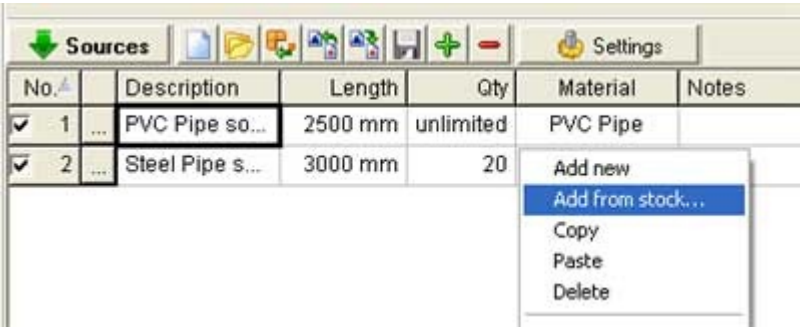 Sources Settings
No. Description Length Qty Material Notes
1 ... PVC Pipe so... 2500 mm unlimited PVC Pipe
2 ... Steel Pipe s... 3000 mm 20
Add new
Add from stock...
Copy
Paste
Delete